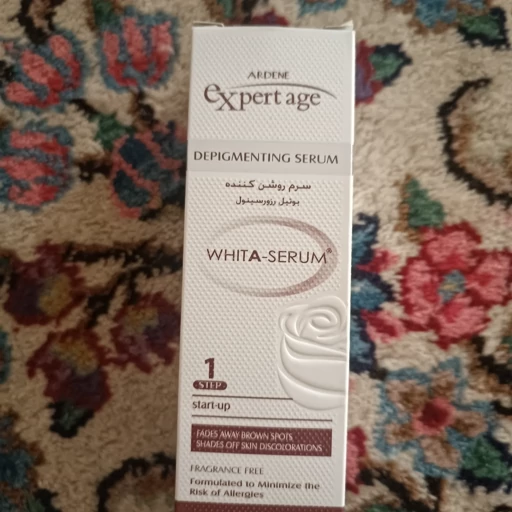 ARDENE
expert age
DEPIGMENTING SERUM
سرم روشن کننده
بوتیل رزورسینول
WHITA-SERUM®
1
STEP
start-up
FADES AWAY BROWN SPOTS
SHADES OFF SKIN DISCOLORATIONS
FRAGRANCE FREE
Formulated to Minimize the
Risk of Allergies